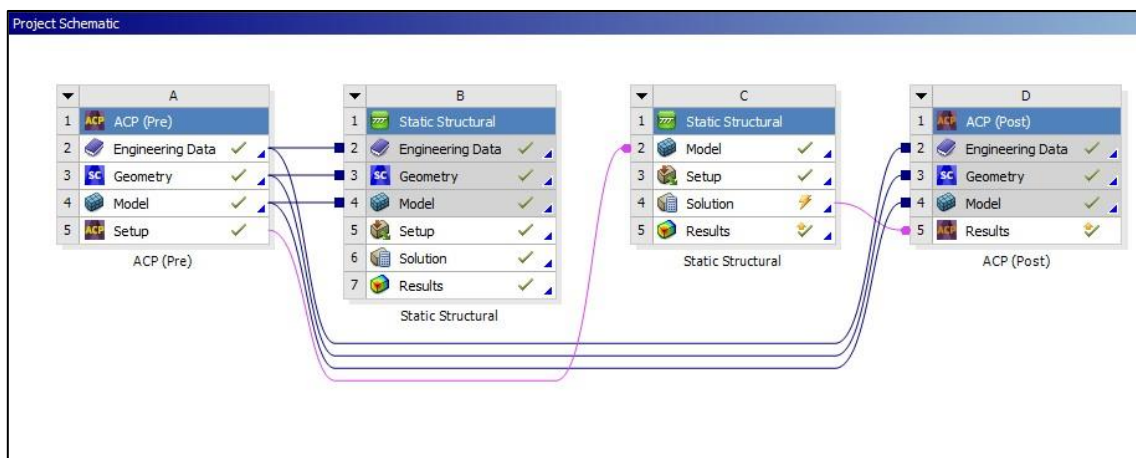 Project Schematic
A
1 ACP ACP (Pre)
2 Engineering Data
3 SC Geometry
4 Model
5 ACP Setup
ACP (Pre)
B
1 Static Structural
2 Engineering Data
3 SC Geometry
4 Model
5 Setup
6 Solution
7 Results
Static Structural
C
1 Static Structural
2 Model
3 Setup
4 Solution
5 Results
Static Structural
D
1 ACP ACP (Post)
2 Engineering Data
3 SC Geometry
4 Model
5 ACP Results
ACP (Post)